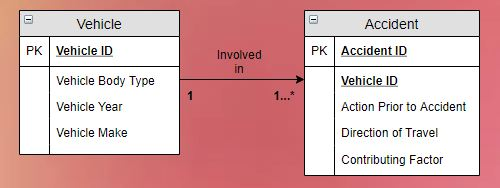 Vehicle
PK Vehicle ID
Vehicle Body Type
Vehicle Year
Vehicle Make
Involved
in
1 1...*
Accident
PK Accident ID
Vehicle ID
Action Prior to Accident
Direction of Travel
Contributing Factor